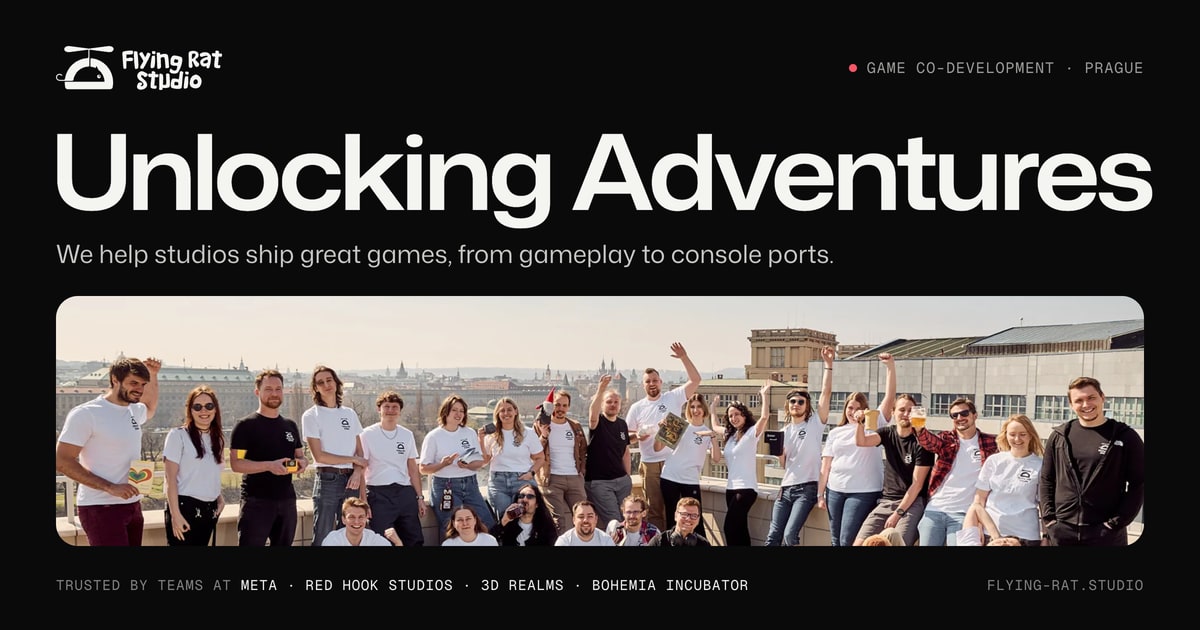 Flying Rat
Studio
GAME CO-DEVELOPMENT · PRAGUE
Unlocking Adventures
We help studios ship great games, from gameplay to console ports.
TRUSTED BY TEAMS AT META · RED HOOK STUDIOS · 3D REALMS · BOHEMIA INCUBATOR
FLYING-RAT.STUDIO